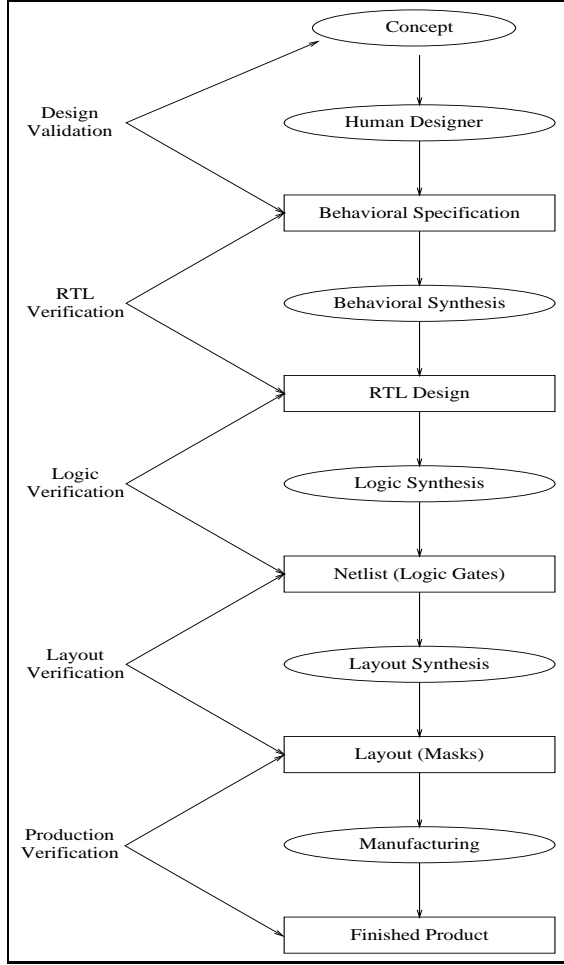 Concept
Design
Validation
Human Designer
Behavioral Specification
RTL
Verification
Behavioral Synthesis
RTL Design
Logic
Verification
Logic Synthesis
Netlist (Logic Gates)
Layout
Verification
Layout Synthesis
Layout (Masks)
Production
Verification
Manufacturing
Finished Product